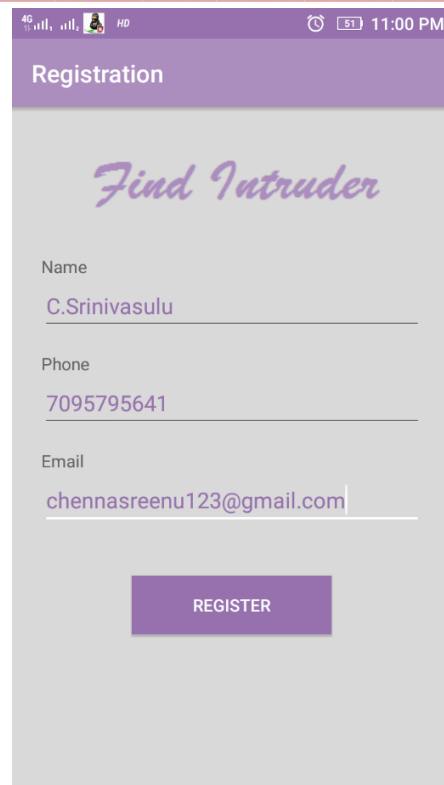 4G HD 51 11:00 PM
Registration
Find Intruder
Name
C.Srinivasulu
Phone
7095795641
Email
chennasreenu123@gmail.com
REGISTER